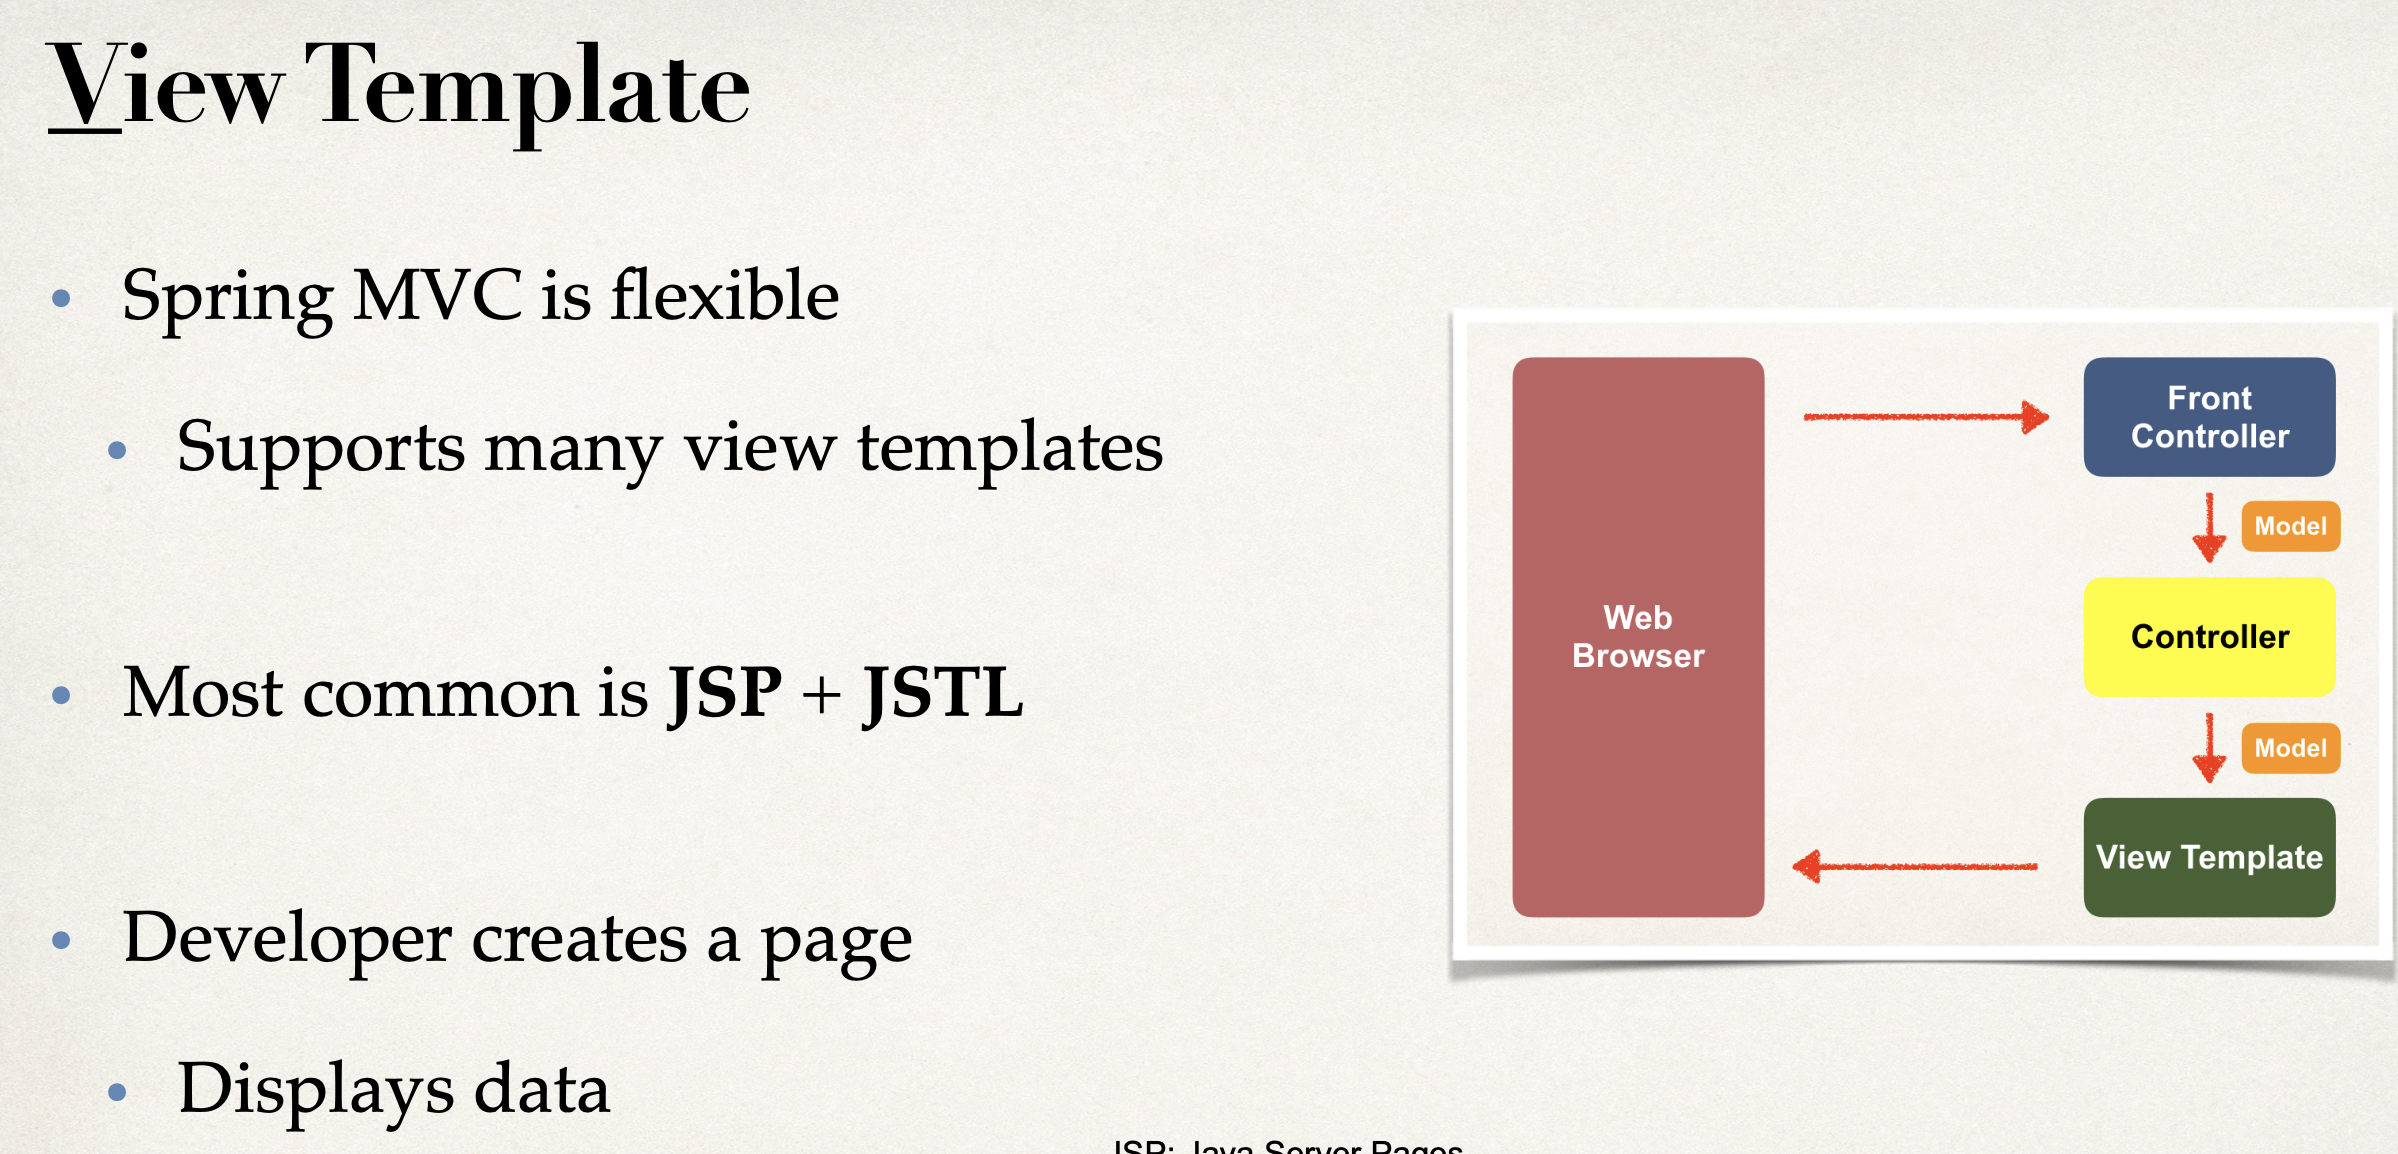 View Template
Spring MVC is flexible
Supports many view templates
Most common is JSP + JSTL
Developer creates a page
Displays data
Web
Browser
Front
Controller
Model
Controller
Model
View Template
JSP: Java Server Pages